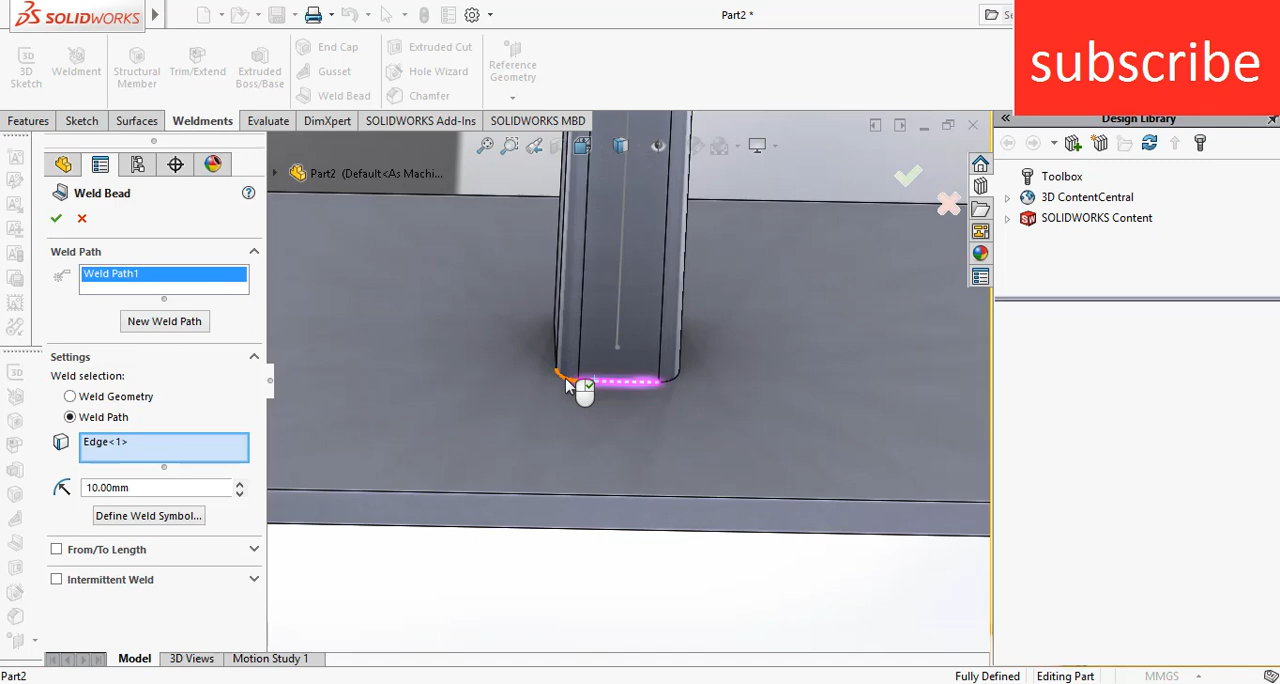 SOLIDWORKS
Part2 *
subscribe
3D Sketch
Weldment
Structural Member
Trim/Extend
Extruded Boss/Base
End Cap
Gusset
Weld Bead
Extruded Cut
Hole Wizard
Chamfer
Reference Geometry
Features
Sketch
Surfaces
Weldments
Evaluate
DimXpert
SOLIDWORKS Add-Ins
SOLIDWORKS MBD
Design Library
Part2 (Default<As Machi...
Toolbox
3D ContentCentral
SOLIDWORKS Content
Weld Bead
Weld Path
Weld Path1
New Weld Path
Settings
Weld selection:
Weld Geometry
Weld Path
Edge<1>
10.00mm
Define Weld Symbol...
From/To Length
Intermittent Weld
Model
3D Views
Motion Study 1
Part2
Fully Defined
Editing Part
MMGS